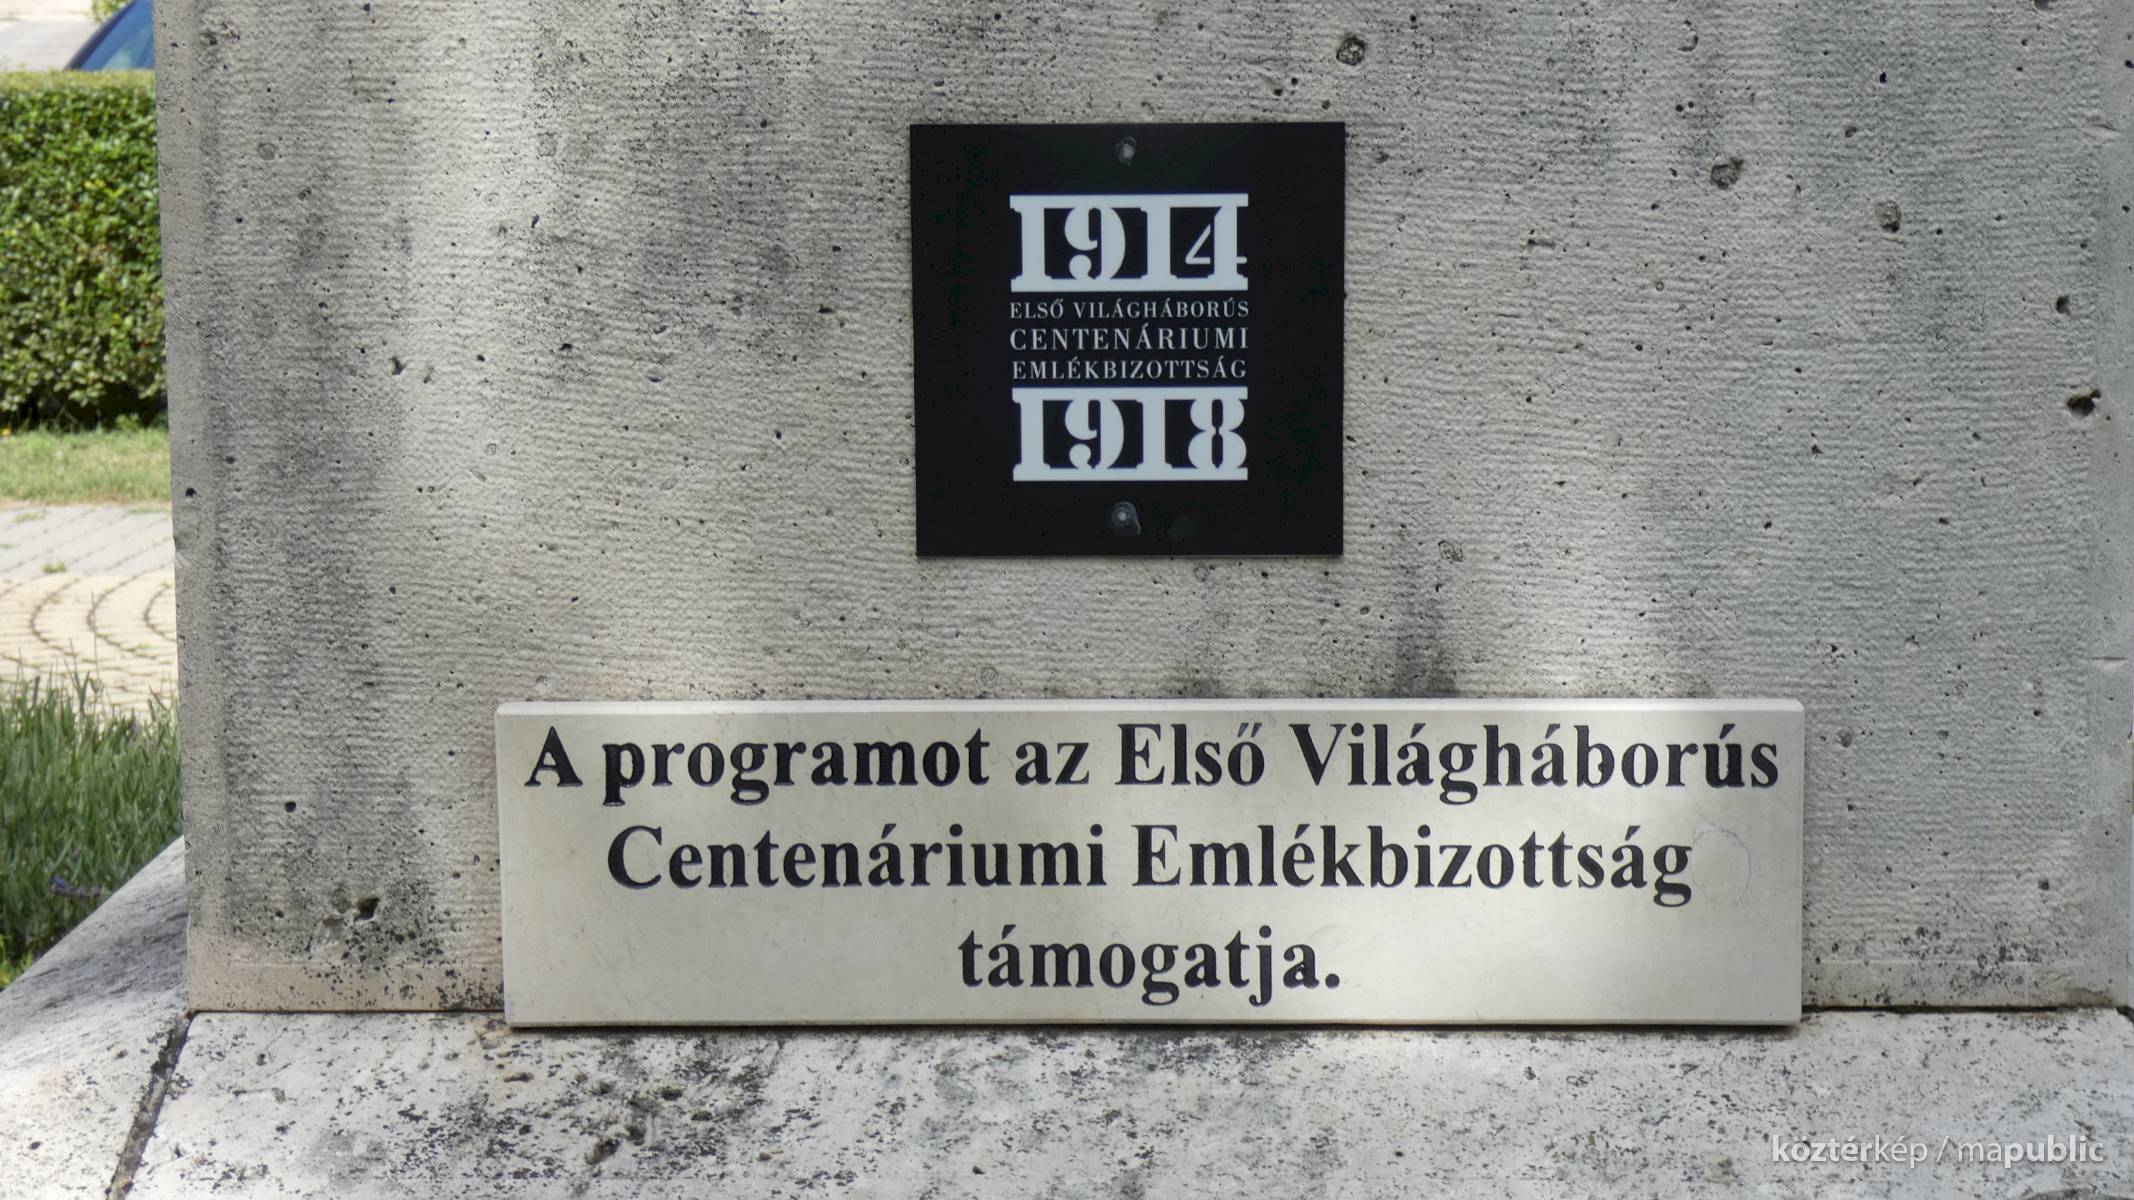 1914
ELSŐ VILÁGHÁBORÚS
CENTENÁRIUMI
EMLÉKBIZOTTSÁG
1918
A programot az Első Világháborús
Centenáriumi Emlékbizottság
támogatja.
köztérkép / mapublic